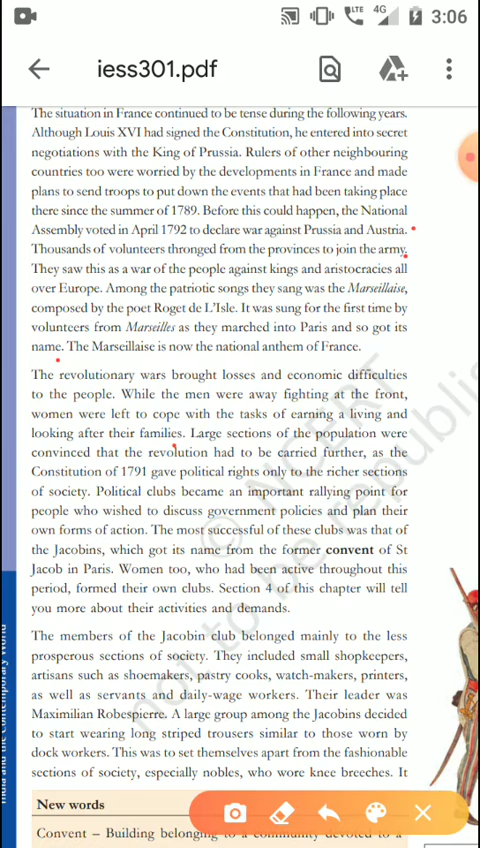 LTE 4G 3:06
iess301.pdf
The situation in France continued to be tense during the following years.
Although Louis XVI had signed the Constitution, he entered into secret
negotiations with the King of Prussia. Rulers of other neighbouring
countries too were worried by the developments in France and made
plans to send troops to put down the events that had been taking place
there since the summer of 1789. Before this could happen, the National
Assembly voted in April 1792 to declare war against Prussia and Austria.
Thousands of volunteers thronged from the provinces to join the army.
They saw this as a war of the people against kings and aristocracies all
over Europe. Among the patriotic songs they sang was the Marseillaise,
composed by the poet Roget de L'Isle. It was sung for the first time by
volunteers from Marseilles as they marched into Paris and so got its
name. The Marseillaise is now the national anthem of France.
The revolutionary wars brought losses and economic difficulties
to the people. While the men were away fighting at the front,
women were left to cope with the tasks of earning a living and
looking after their families. Large sections of the population were
convinced that the revolution had to be carried further, as the
Constitution of 1791 gave political rights only to the richer sections
of society. Political clubs became an important rallying point for
people who wished to discuss government policies and plan their
own forms of action. The most successful of these clubs was that of
the Jacobins, which got its name from the former convent of St
Jacob in Paris. Women too, who had been active throughout this
period, formed their own clubs. Section 4 of this chapter will tell
you more about their activities and demands.
The members of the Jacobin club belonged mainly to the less
prosperous sections of society. They included small shopkeepers,
artisans such as shoemakers, pastry cooks, watch-makers, printers,
as well as servants and daily-wage workers. Their leader was
Maximilian Robespierre. A large group among the Jacobins decided
to start wearing long striped trousers similar to those worn by
dock workers. This was to set themselves apart from the fashionable
sections of society, especially nobles, who wore knee breeches. It
New words
Convent – Building belonging to a community devoted to a
India and the Contemporary World
© NCERT
not to be republis